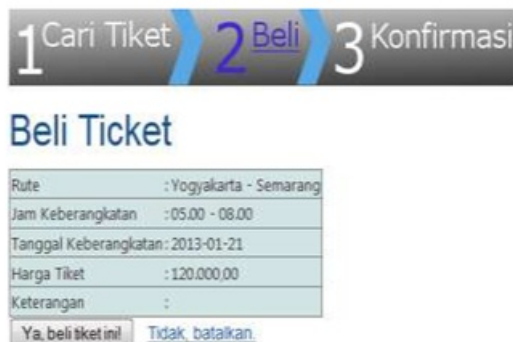 1 Cari Tiket 2 Beli 3 Konfirmasi
Beli Ticket
Rute : Yogyakarta - Semarang
Jam Keberangkatan : 05.00 - 08.00
Tanggal Keberangkatan : 2013-01-21
Harga Tiket : 120.000,00
Keterangan :
Ya, beli tiket ini! Tidak, batalkan.